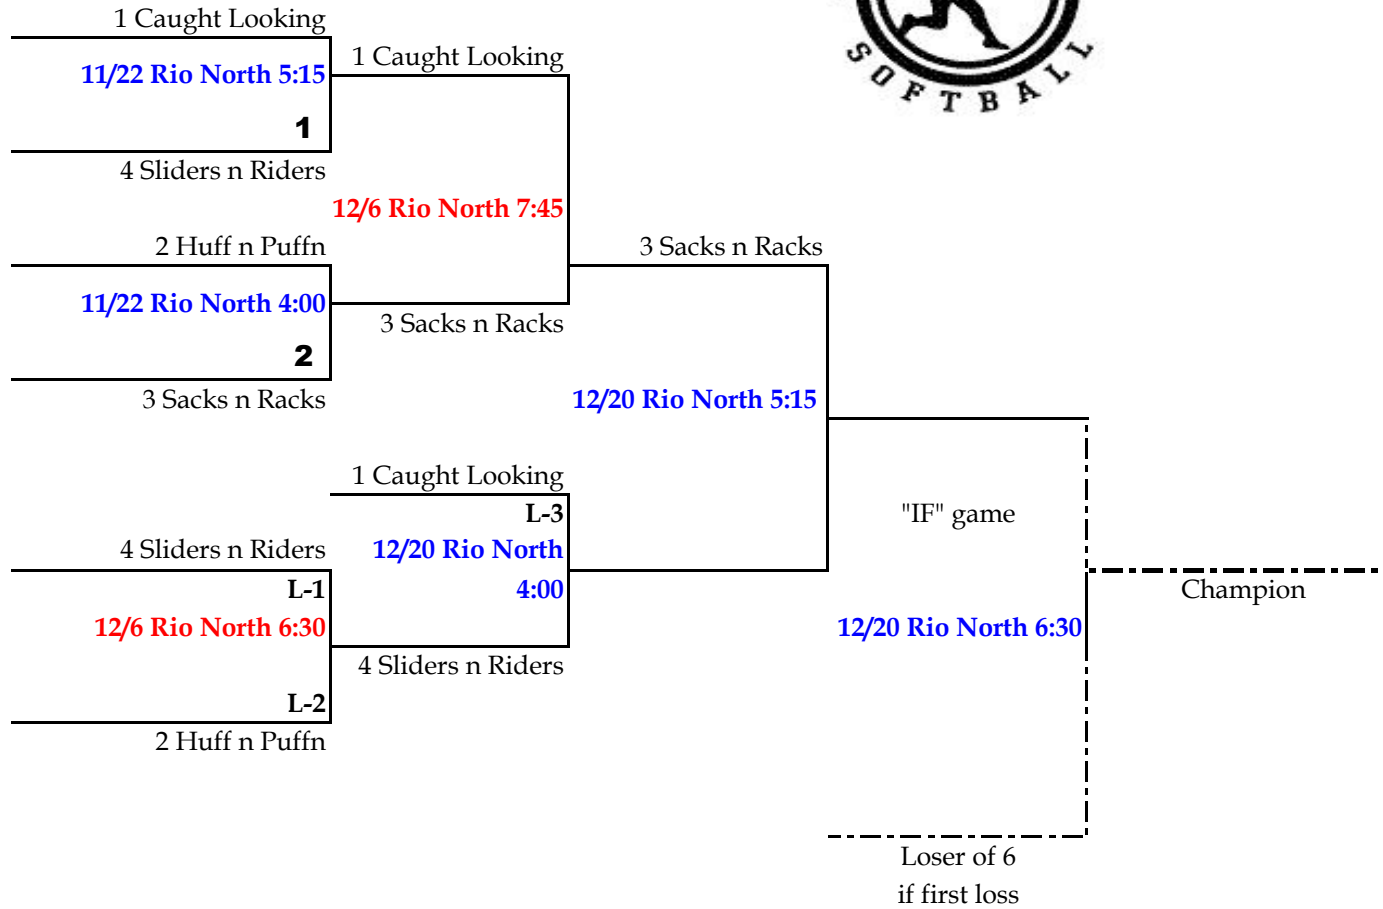 1 Caught Looking
11/22 Rio North 5:15
1
4 Sliders n Riders
1 Caught Looking
SOFTBALL
12/6 Rio North 7:45
2 Huff n Puffn
11/22 Rio North 4:00
2
3 Sacks n Racks
3 Sacks n Racks
3 Sacks n Racks
12/20 Rio North 5:15
1 Caught Looking
L-3
12/20 Rio North
4:00
4 Sliders n Riders
L-1
12/6 Rio North 6:30
L-2
2 Huff n Puffn
4 Sliders n Riders
"IF" game
12/20 Rio North 6:30
Champion
Loser of 6
if first loss